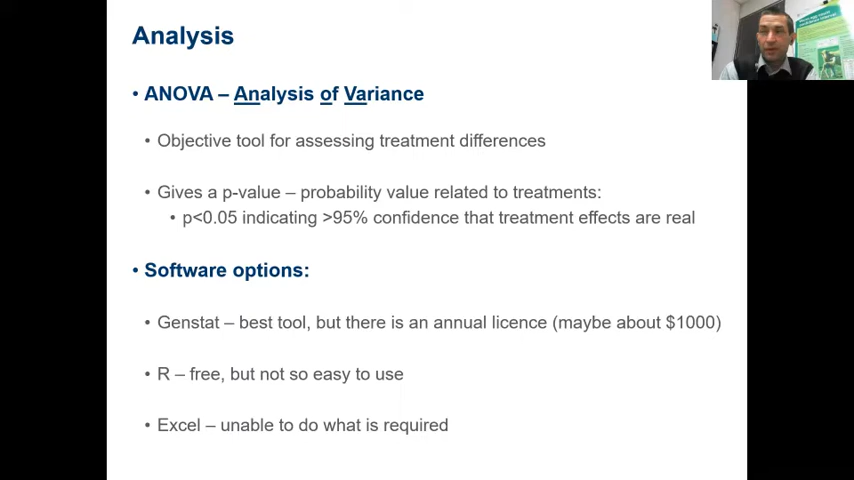 Analysis
• ANOVA – Analysis of Variance
• Objective tool for assessing treatment differences
• Gives a p-value – probability value related to treatments:
• p<0.05 indicating >95% confidence that treatment effects are real
• Software options:
• Genstat – best tool, but there is an annual licence (maybe about $1000)
• R – free, but not so easy to use
• Excel – unable to do what is required